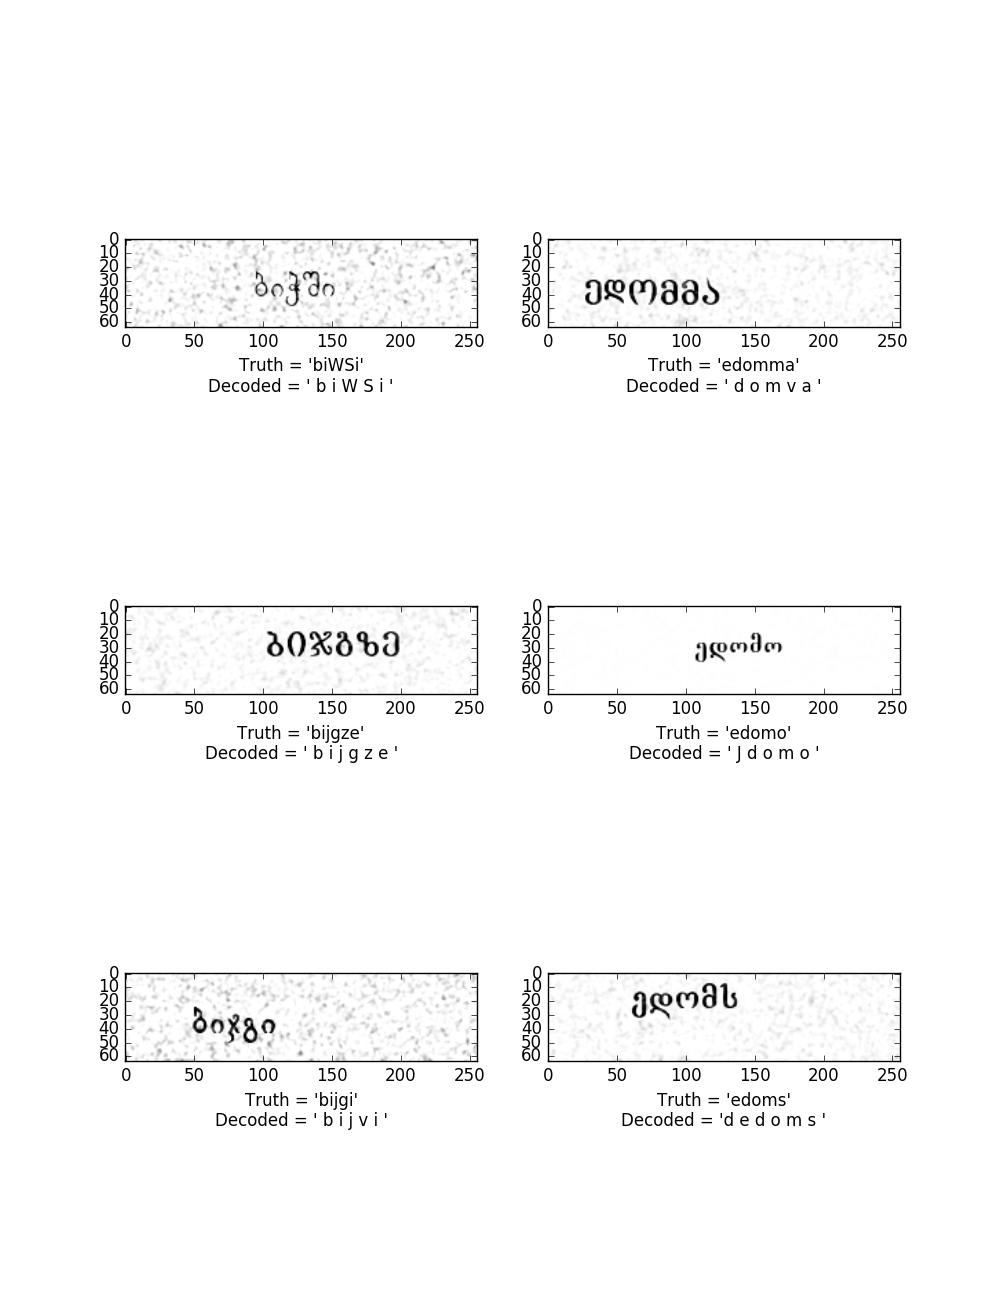 0
10
20
30
40
50
60
ბიჭში
0 50 100 150 200 250
Truth = 'biWSi'
Decoded = ' b i W S i '
0
10
20
30
40
50
60
ედომმა
0 50 100 150 200 250
Truth = 'edomma'
Decoded = ' d o m v a '
0
10
20
30
40
50
60
ბიჯგზე
0 50 100 150 200 250
Truth = 'bijgze'
Decoded = ' b i j g z e '
0
10
20
30
40
50
60
ედომო
0 50 100 150 200 250
Truth = 'edomo'
Decoded = ' J d o m o '
0
10
20
30
40
50
60
ბიჯგი
0 50 100 150 200 250
Truth = 'bijgi'
Decoded = ' b i j v i '
0
10
20
30
40
50
60
ედომს
0 50 100 150 200 250
Truth = 'edoms'
Decoded = 'd e d o m s '